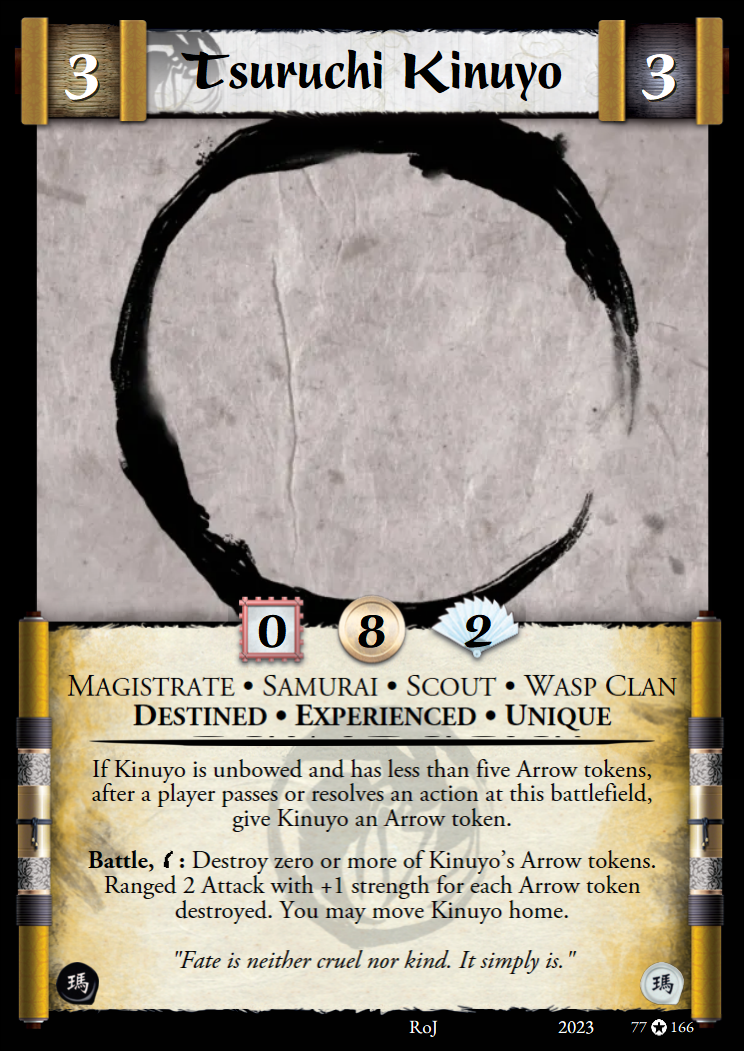 3
Tsuruchi Kinuyo
3
0
8
2
Magistrate • Samurai • Scout • Wasp Clan
Destined • Experienced • Unique
If Kinuyo is unbowed and has less than five Arrow tokens,
after a player passes or resolves an action at this battlefield,
give Kinuyo an Arrow token.
Battle, : Destroy zero or more of Kinuyo's Arrow tokens.
Ranged 2 Attack with +1 strength for each Arrow token
destroyed. You may move Kinuyo home.
"Fate is neither cruel nor kind. It simply is."
瑪
瑪
RoJ 2023 77 166